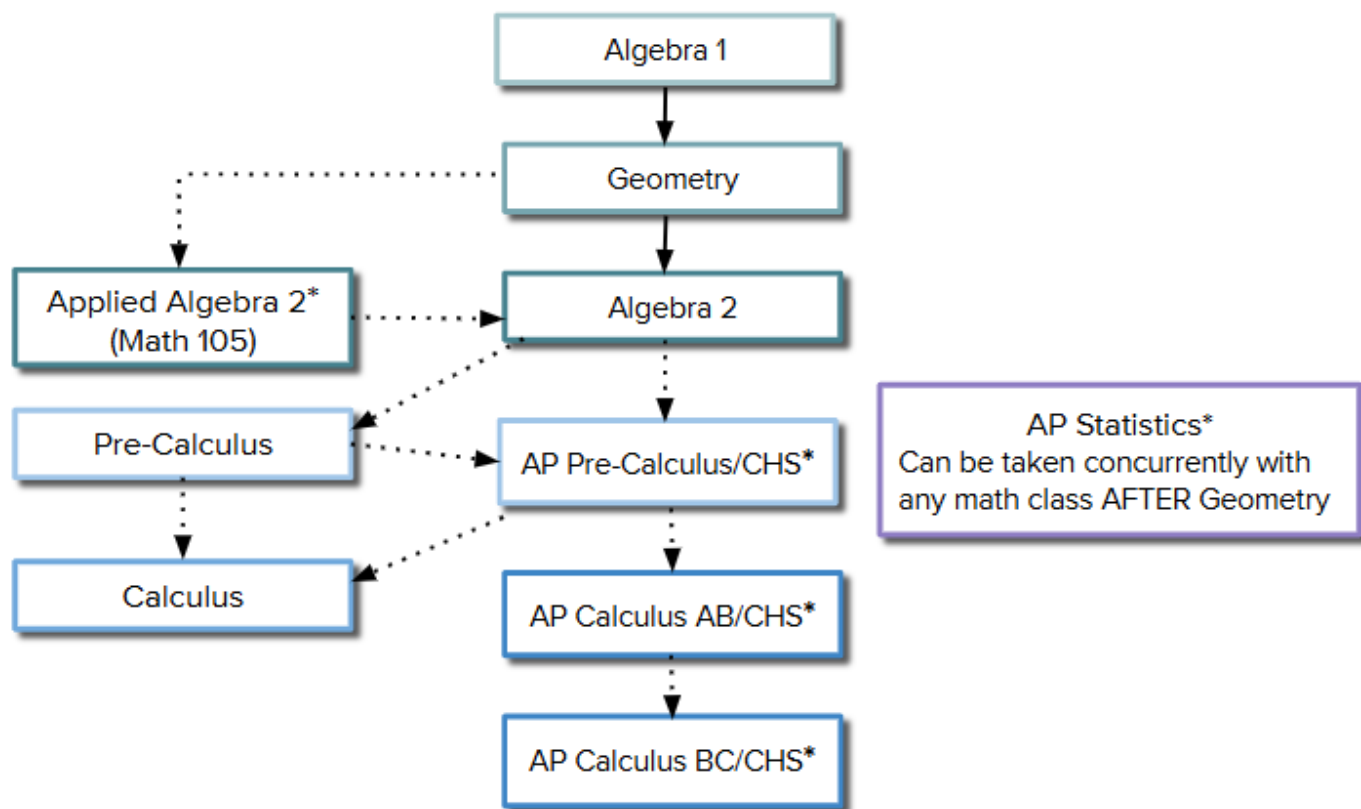 Algebra 1
Geometry
Applied Algebra 2*
(Math 105)
Algebra 2
Pre-Calculus
AP Pre-Calculus/CHS*
AP Statistics*
Can be taken concurrently with
any math class AFTER Geometry
Calculus
AP Calculus AB/CHS*
AP Calculus BC/CHS*